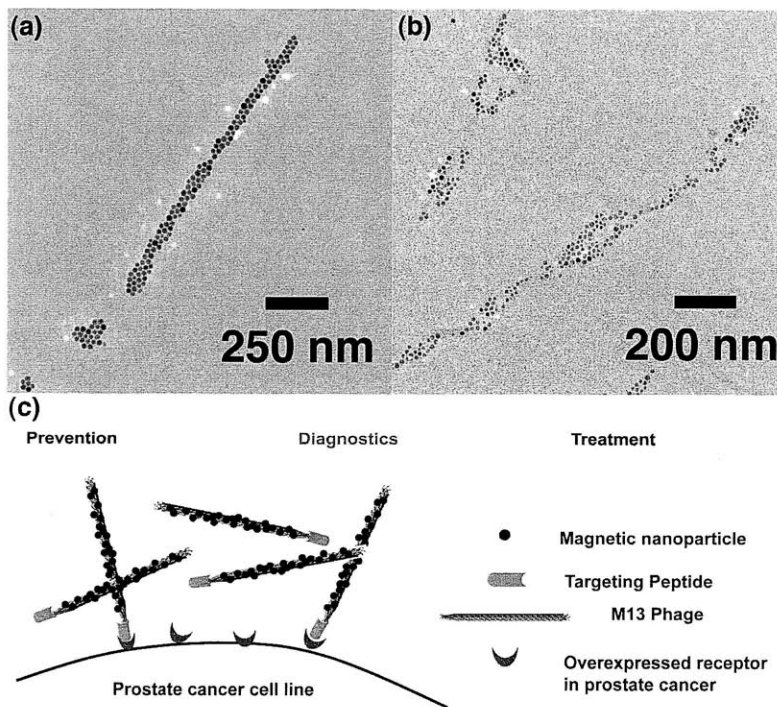 (a)
(b)
250 nm
200 nm
(c)
Prevention
Diagnostics
Treatment
Magnetic nanoparticle
Targeting Peptide
M13 Phage
Overexpressed receptor
in prostate cancer
Prostate cancer cell line